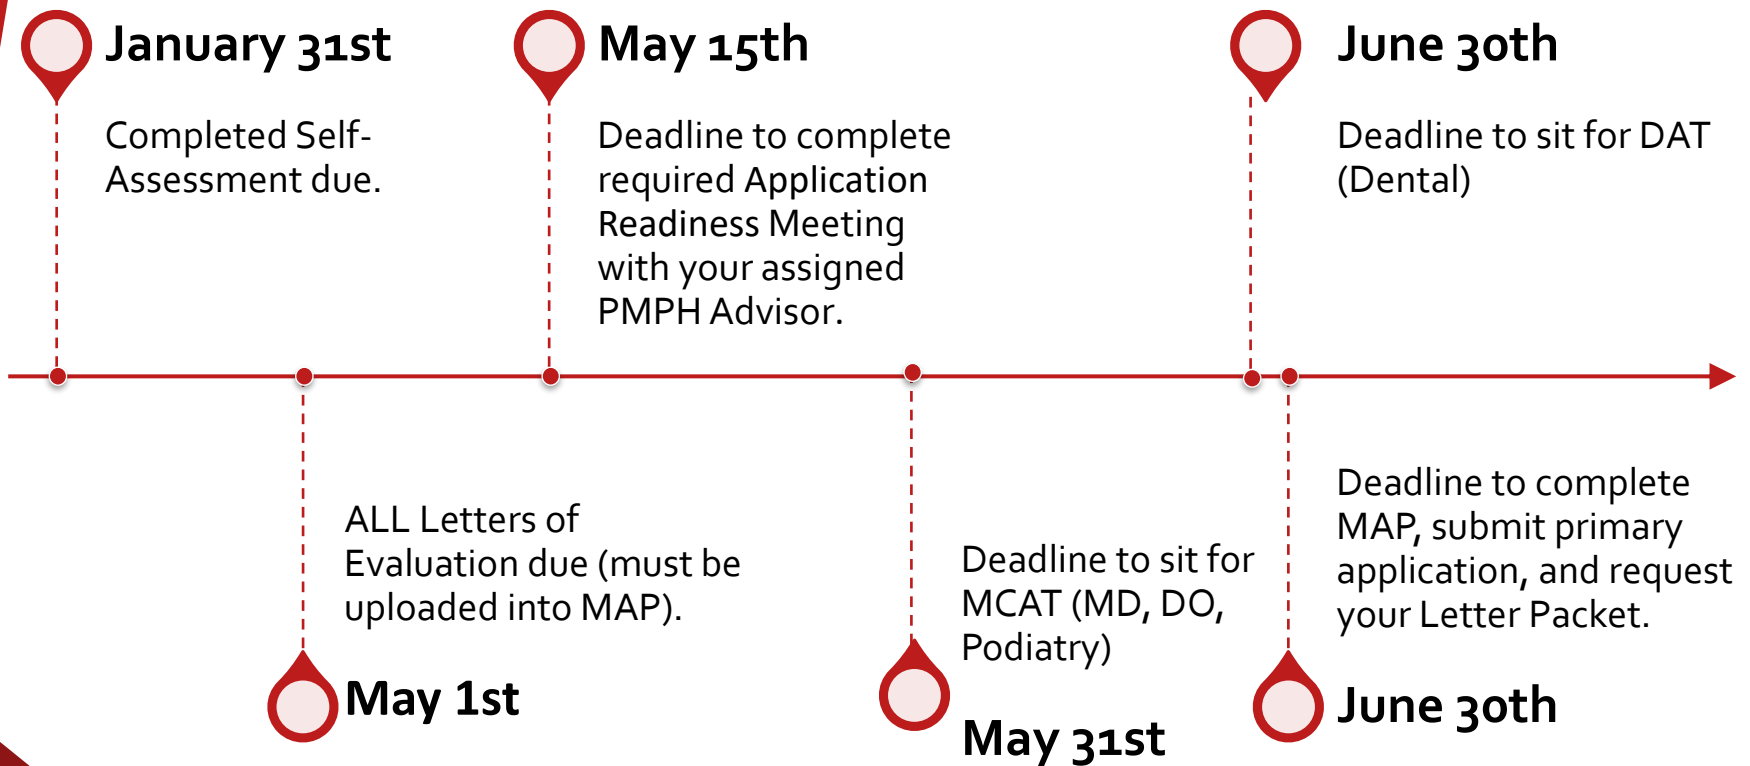 January 31st
Completed Self-
Assessment due.
May 15th
Deadline to complete
required Application
Readiness Meeting
with your assigned
PMPH Advisor.
June 30th
Deadline to sit for DAT
(Dental)
ALL Letters of
Evaluation due (must be
uploaded into MAP).
May 1st
Deadline to sit for
MCAT (MD, DO,
Podiatry)
May 31st
Deadline to complete
MAP, submit primary
application, and request
your Letter Packet.
June 30th